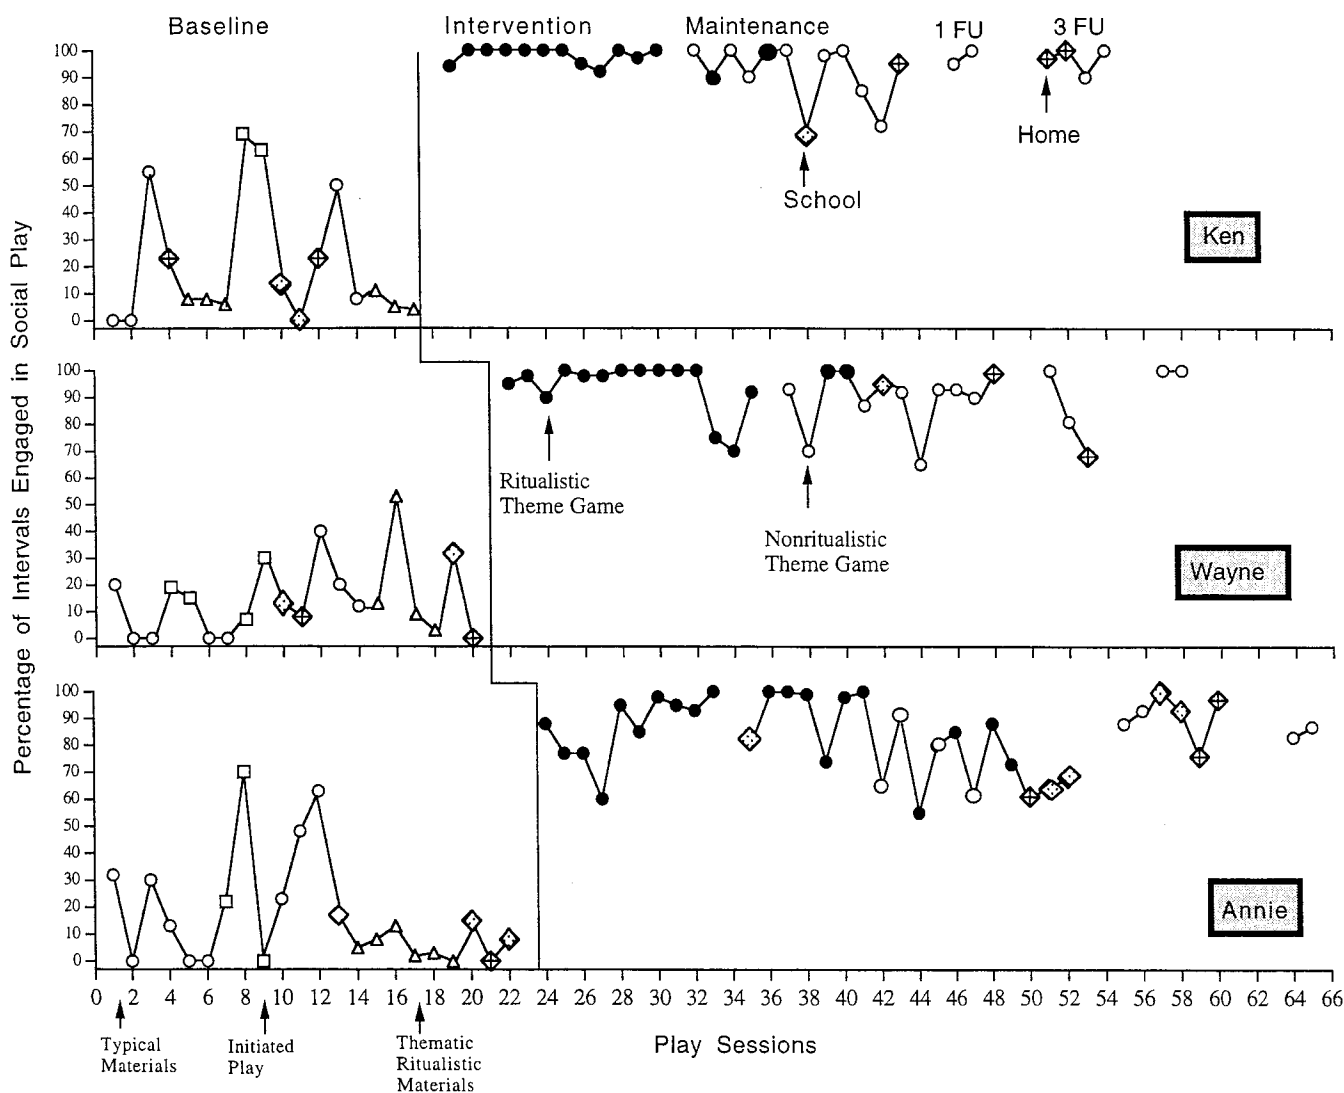 Baseline
Intervention
Maintenance
1 FU
3 FU
100
90
80
70
60
50
40
30
20
10
0
Home
School
Ken
100
90
80
70
60
50
40
30
20
10
0
Ritualistic
Theme Game
Nonritualistic
Theme Game
Wayne
100
90
80
70
60
50
40
30
20
10
0
Annie
Percentage of Intervals Engaged in Social Play
0 2 4 6 8 10 12 14 16 18 20 22 24 26 28 30 32 34 36 38 40 42 44 46 48 50 52 54 56 58 60 62 64 66
Typical
Materials
Initiated
Play
Thematic
Ritualistic
Materials
Play Sessions